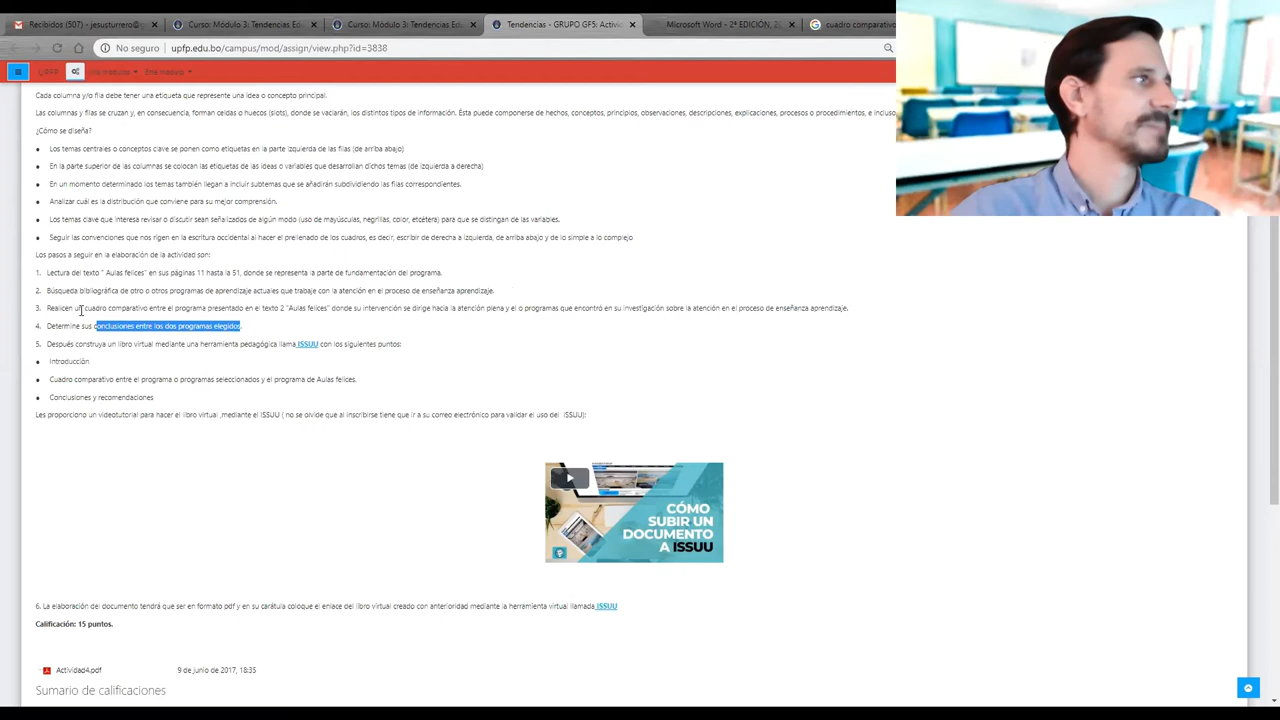 Recibidos (507) - jesusturrero@
Curso: Módulo 3: Tendencias Edu
Curso: Módulo 3: Tendencias Edu
Tendencias - GRUPO GF5: Activid
Microsoft Word - 2ª EDICIÓN_2
cuadro comparativo
No seguro
upfp.edu.bo/campus/mod/assign/view.php?id=3838
Cada columna y/o fila debe tener una etiqueta que represente una idea o concepto principal.
Las columnas y filas se cruzan y, en consecuencia, forman celdas o huecos (slots), donde se vaciarán, los distintos tipos de información. Ésta puede componerse de hechos, conceptos, principios, observaciones, descripciones, explicaciones, procesos o procedimientos, e incluso
¿Cómo se diseña?
• Los temas centrales o conceptos clave se ponen como etiquetas en la parte izquierda de las filas (de arriba abajo)
• En la parte superior de las columnas se colocan las etiquetas de las ideas o variables que desarrollan dichos temas (de izquierda a derecha)
• En un momento determinado los temas también llegan a incluir subtemas que se añadirán subdividiendo las filas correspondientes.
• Analizar cuál es la distribución que conviene para su mejor comprensión.
• Los temas clave que interesa revisar o discutir sean señalizados de algún modo (uso de mayúsculas, negrillas, color, etcétera) para que se distingan de las variables.
• Seguir las convenciones que nos rigen en la escritura occidental al hacer el prellenado de los cuadros, es decir, escribir de derecha a izquierda, de arriba abajo y de lo simple a lo complejo
Los pasos a seguir en la elaboración de la actividad son:
1. Lectura del texto " Aulas felices" en sus páginas 11 hasta la 51, donde se representa la parte de fundamentación del programa.
2. Búsqueda bibliográfica de otro o otros programas de aprendizaje actuales que trabaje con la atención en el proceso de enseñanza aprendizaje.
3. Realicen un cuadro comparativo entre el programa presentado en el texto 2 "Aulas felices" donde su intervención se dirige hacia la atención plena y el o programas que encontró en su investigación sobre la atención en el proceso de enseñanza aprendizaje.
4. Determine sus conclusiones entre los dos programas elegidos.
5. Después construya un libro virtual mediante una herramienta pedagógica llama ISSUU con los siguientes puntos:
• Introducción
• Cuadro comparativo entre el programa o programas seleccionados y el programa de Aulas felices.
• Conclusiones y recomendaciones
Les proporciono un videotutorial para hacer el libro virtual ,mediante el ISSUU ( no se olvide que al inscribirse tiene que ir a su correo electrónico para validar el uso del ISSUU):
CÓMO
SUBIR UN
DOCUMENTO
A ISSUU
6. La elaboración del documento tendrá que ser en formato pdf y en su carátula coloque el enlace del libro virtual creado con anterioridad mediante la herramienta virtual llamada ISSUU
Calificación: 15 puntos.
Actividad4.pdf 9 de junio de 2017, 18:35
Sumario de calificaciones